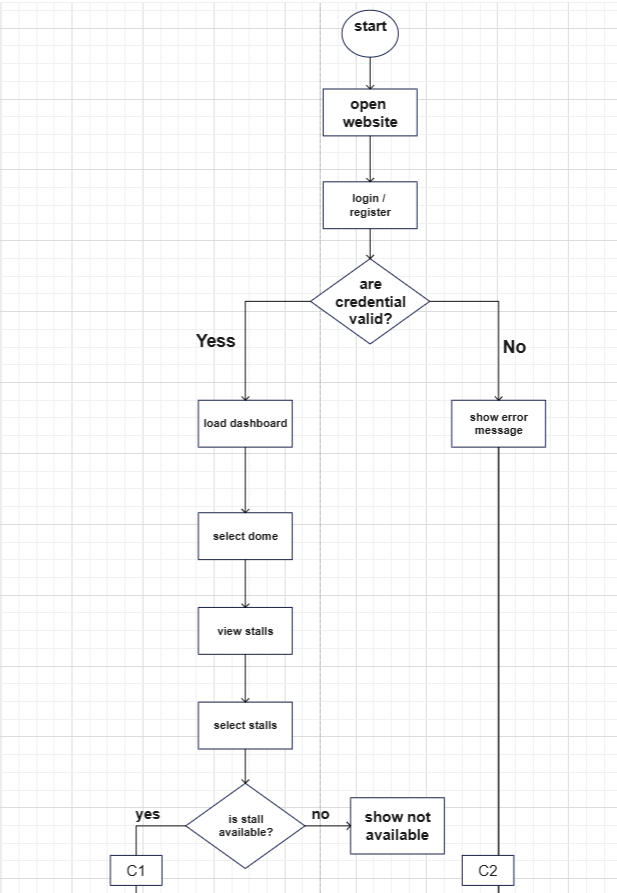 start
open
website
login /
register
are
credential
valid?
Yess
No
load dashboard
show error
message
select dome
view stalls
select stalls
yes
is stall
available?
no
show not
available
C1
C2